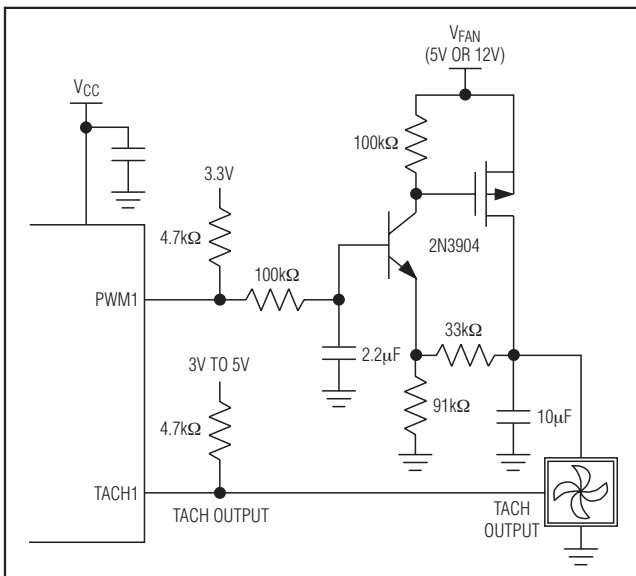 VFAN
(5V OR 12V)
VCC
100kΩ
3.3V
4.7kΩ
2N3904
100kΩ
PWM1
33kΩ
2.2µF
3V TO 5V
91kΩ
10µF
4.7kΩ
TACH1
TACH OUTPUT
TACH
OUTPUT